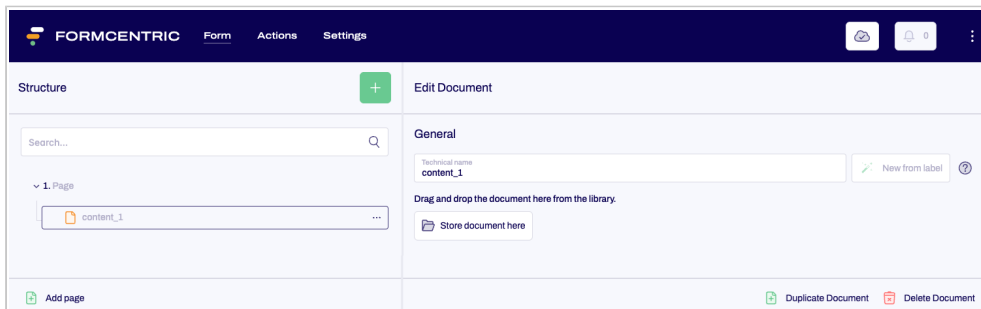 FORMCENTRIC Form Actions Settings 0
Structure
Edit Document
Search...
General
Technical name
content_1
New from label
1. Page
content_1
Drag and drop the document here from the library.
Store document here
Add page
Duplicate Document Delete Document